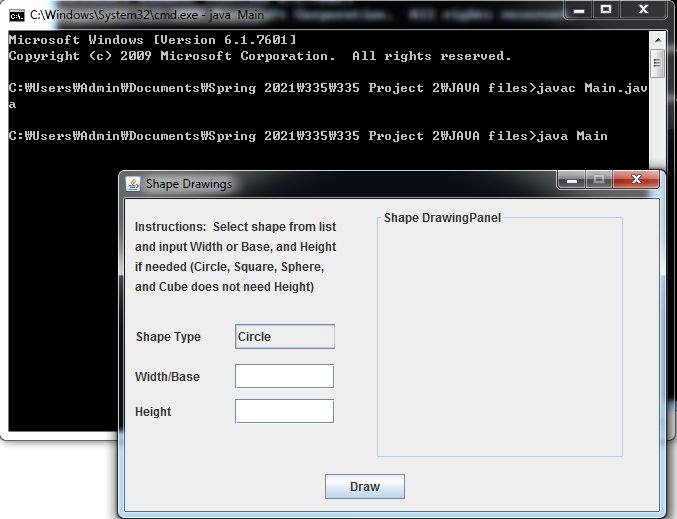 C:\Windows\System32\cmd.exe - java  Main
Microsoft Windows [Version 6.1.7601]
Copyright (c) 2009 Microsoft Corporation.  All rights reserved.
C:₩Users₩Admin₩Documents₩Spring 2021₩335₩335 Project 2₩JAVA files>javac Main.jav
a
C:₩Users₩Admin₩Documents₩Spring 2021₩335₩335 Project 2₩JAVA files>java Main
Shape Drawings
Instructions:  Select shape from list
and input Width or Base, and Height
if needed (Circle, Square, Sphere,
and Cube does not need Height)
Shape DrawingPanel
Shape Type
Circle
Width/Base
Height
Draw